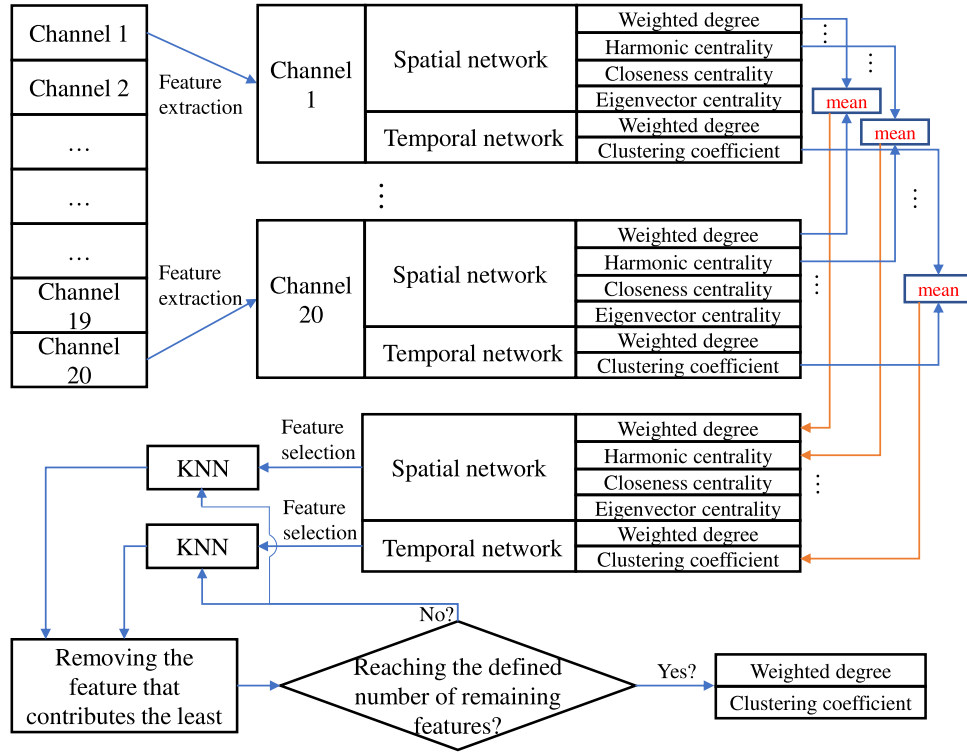 Channel 1
Channel 2
…
…
…
Channel
19
Channel
20
Feature
extraction
Feature
extraction
Channel
1
Spatial network
Temporal network
Weighted degree
Harmonic centrality
Closeness centrality
Eigenvector centrality
Weighted degree
Clustering coefficient
…
…
…
mean
mean
…
mean
Channel
20
Spatial network
Temporal network
Weighted degree
Harmonic centrality
Closeness centrality
Eigenvector centrality
Weighted degree
Clustering coefficient
…
Spatial network
Temporal network
Weighted degree
Harmonic centrality
Closeness centrality
Eigenvector centrality
Weighted degree
Clustering coefficient
…
Feature
selection
Feature
selection
KNN
KNN
Removing the
feature that
contributes the least
No?
Reaching the defined
number of remaining
features?
Yes?
Weighted degree
Clustering coefficient